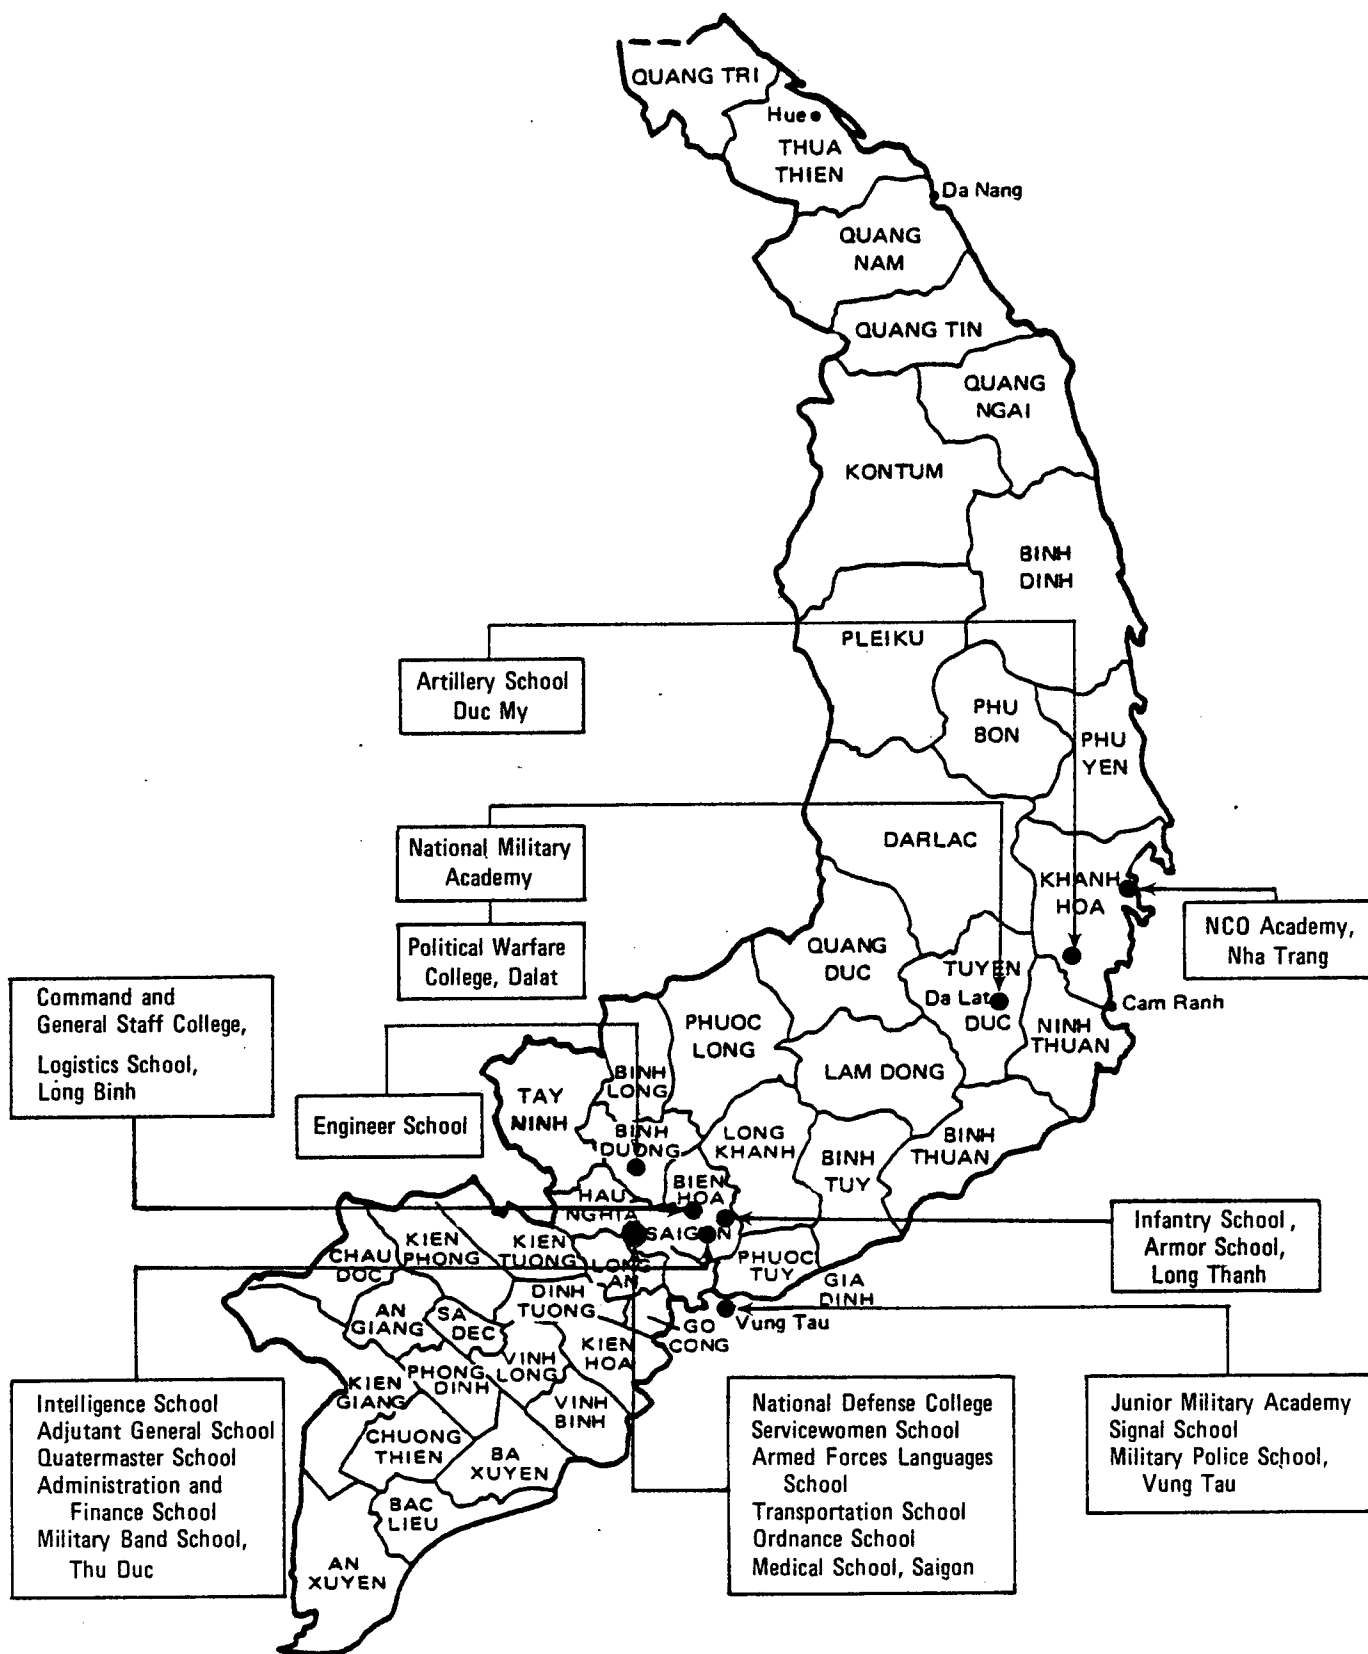 QUANG TRI
Hue
THUA
THIEN
Da Nang
QUANG
NAM
QUANG TIN
QUANG
NGAI
KONTUM
BINH
DINH
PLEIKU
Artillery School
Duc My
PHU
BON
PHU
YEN
National Military
Academy
DARLAC
KHANH
HOA
NCO Academy,
Nha Trang
Political Warfare
College, Dalat
QUANG
DUC
TUYEN
Da Lat
DUC
Cam Ranh
NINH
THUAN
Command and
General Staff College,
Logistics School,
Long Binh
PHUOC
LONG
LAM DONG
BINH
LONG
TAY
NINH
Engineer School
BINH
DUONG
LONG
KHANH
BINH
TUY
BINH
THUAN
BIEN
HOA
HAU
NGHIA
SAIGON
Infantry School,
Armor School,
Long Thanh
KIEN
PHONG
KIEN
TUONG
CHAU
DOC
LONG
AN
PHUOC
TUY
GIA
DINH
DINH
TUONG
AN
GIANG
SA
DEC
GO
CONG
Vung Tau
KIEN
HOA
VINH
LONG
PHONG
DINH
KIEN
GIANG
VINH
BINH
CHUONG
THIEN
BA
XUYEN
BAC
LIEU
AN
XUYEN
Intelligence School
Adjutant General School
Quatermaster School
Administration and
Finance School
Military Band School,
Thu Duc
National Defense College
Servicewomen School
Armed Forces Languages
School
Transportation School
Ordnance School
Medical School, Saigon
Junior Military Academy
Signal School
Military Police School,
Vung Tau